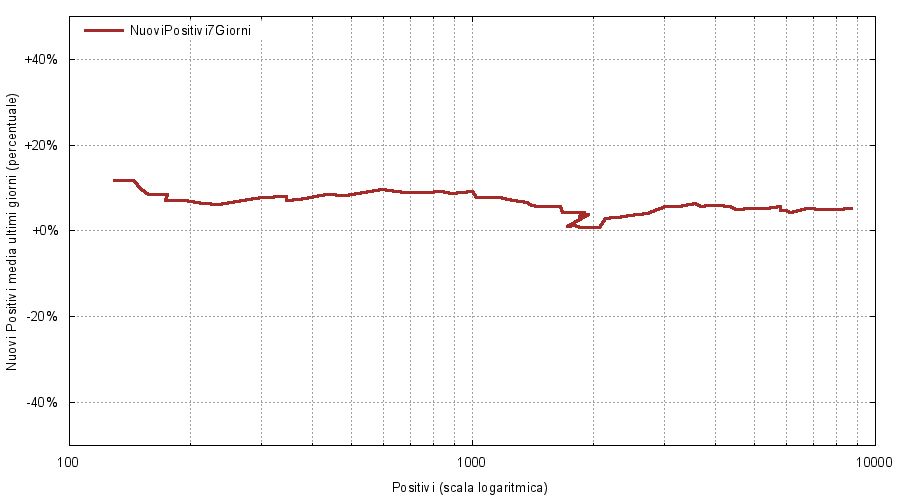 NuoviPositivi7Giorni
+40%
+20%
+0%
-20%
-40%
Nuovi Positivi media ultimi giorni (percentuale)
100 1000 10000
Positivi (scala logaritmica)